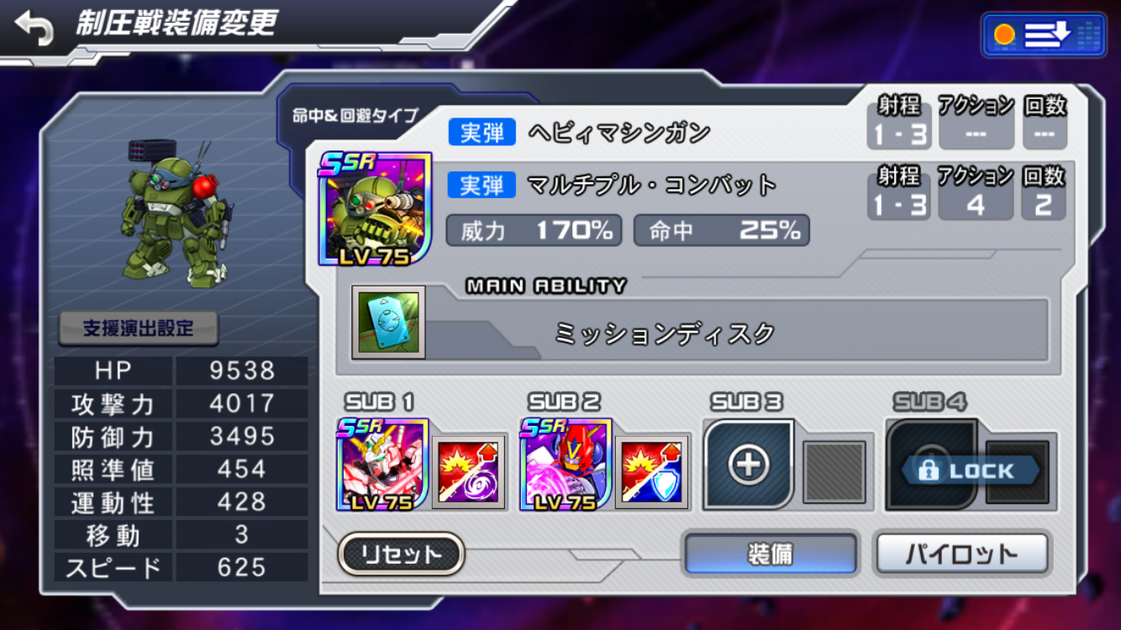 制圧戦装備変更
命中&回避タイプ
実弾 ヘビィマシンガン
射程 アクション 回数
1 - 3 --- ---
SSR
LV 75
実弾 マルチプル・コンバット
射程 アクション 回数
1 - 3 4 2
威力 170% 命中 25%
MAIN ABILITY
ミッションディスク
支援演出設定
HP 9538
攻撃力 4017
防御力 3495
照準値 454
運動性 428
移動 3
スピード 625
SUB 1 SUB 2 SUB 3 SUB 4
SSR SSR
LOCK
LV 75 LV 75
リセット 装備 パイロット